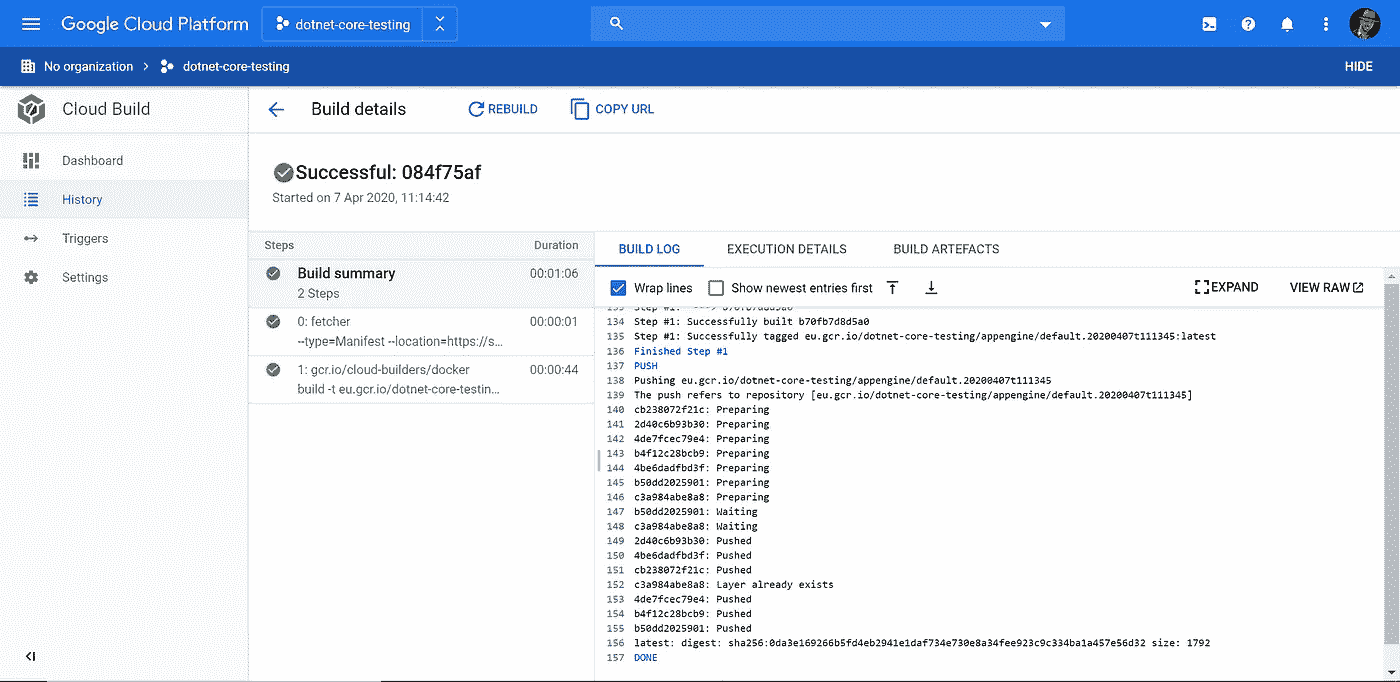 Google Cloud Platform
dotnet-core-testing
No organization
dotnet-core-testing
HIDE
Cloud Build
Build details
REBUILD
COPY URL
Dashboard
History
Triggers
Settings
Successful: 084f75af
Started on 7 Apr 2020, 11:14:42
Steps
Duration
Build summary
00:01:06
2 Steps
0: fetcher
00:00:01
--type=Manifest --location=https://s...
1: gcr.io/cloud-builders/docker
00:00:44
build -t eu.gcr.io/dotnet-core-testin...
BUILD LOG
EXECUTION DETAILS
BUILD ARTEFACTS
Wrap lines
Show newest entries first
EXPAND
VIEW RAW
134 Step #1: Successfully built b70fb7d8d5a0
135 Step #1: Successfully tagged eu.gcr.io/dotnet-core-testing/appengine/default.20200407t111345:latest
136 Finished Step #1
137 PUSH
138 Pushing eu.gcr.io/dotnet-core-testing/appengine/default.20200407t111345
139 The push refers to repository [eu.gcr.io/dotnet-core-testing/appengine/default.20200407t111345]
140 cb238072f21c: Preparing
141 2d40c6b93b30: Preparing
142 4de7fcec79e4: Preparing
143 b4f12c28bcb9: Preparing
144 4be6dadfbd3f: Preparing
145 b50dd2025901: Preparing
146 c3a984abe8a8: Preparing
147 b50dd2025901: Waiting
148 c3a984abe8a8: Waiting
149 2d40c6b93b30: Pushed
150 4be6dadfbd3f: Pushed
151 cb238072f21c: Pushed
152 c3a984abe8a8: Layer already exists
153 4de7fcec79e4: Pushed
154 b4f12c28bcb9: Pushed
155 b50dd2025901: Pushed
156 latest: digest: sha256:0da3e169266b5fd4eb2941e1daf734e730e8a34fee923c9c334ba1a457e56d32 size: 1792
157 DONE